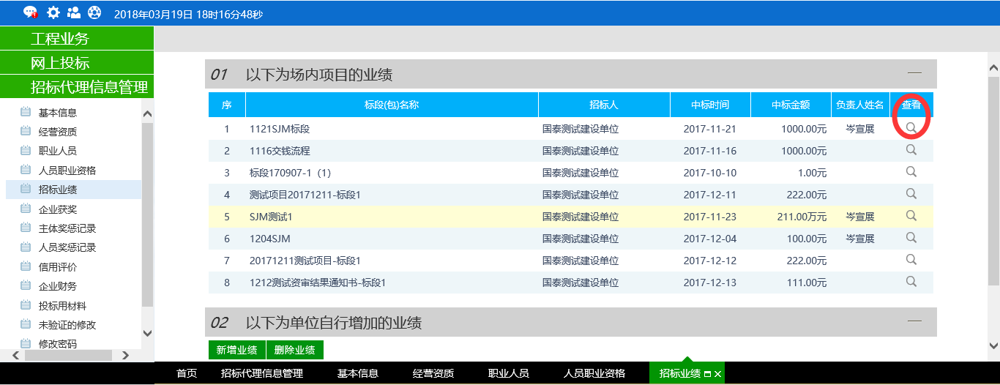 2018年03月19日 18时16分48秒
工程业务
网上投标
招标代理信息管理
基本信息
经营资质
职业人员
人员职业资格
招标业绩
企业获奖
主体奖惩记录
人员奖惩记录
信用评价
企业财务
投标用材料
未验证的修改
修改密码
01 以下为场内项目的业绩
序 标段(包)名称 招标人 中标时间 中标金额 负责人姓名 查看
1 1121SJM标段 国泰测试建设单位 2017-11-21 1000.00元 岑宣展
2 1116交钱流程 国泰测试建设单位 2017-11-16 1000.00元
3 标段170907-1（1） 国泰测试建设单位 2017-10-10 1.00元
4 测试项目20171211-标段1 国泰测试建设单位 2017-12-11 222.00元
5 SJM测试1 国泰测试建设单位 2017-11-23 211.00万元 岑宣展
6 1204SJM 国泰测试建设单位 2017-12-04 100.00元 岑宣展
7 20171211测试项目-标段1 国泰测试建设单位 2017-12-12 222.00元
8 1212测试资审结果通知书-标段1 国泰测试建设单位 2017-12-13 111.00元
02 以下为单位自行增加的业绩
新增业绩 删除业绩
首页 招标代理信息管理 基本信息 经营资质 职业人员 人员职业资格 招标业绩